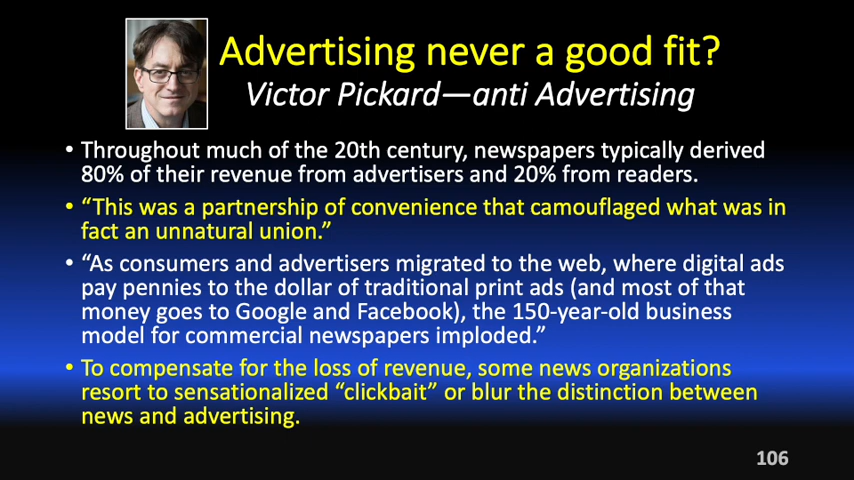 Advertising never a good fit?
Victor Pickard—anti Advertising
• Throughout much of the 20th century, newspapers typically derived
80% of their revenue from advertisers and 20% from readers.
• “This was a partnership of convenience that camouflaged what was in
fact an unnatural union.”
• “As consumers and advertisers migrated to the web, where digital ads
pay pennies to the dollar of traditional print ads (and most of that
money goes to Google and Facebook), the 150-year-old business
model for commercial newspapers imploded.”
• To compensate for the loss of revenue, some news organizations
resort to sensationalized “clickbait” or blur the distinction between
news and advertising.
106